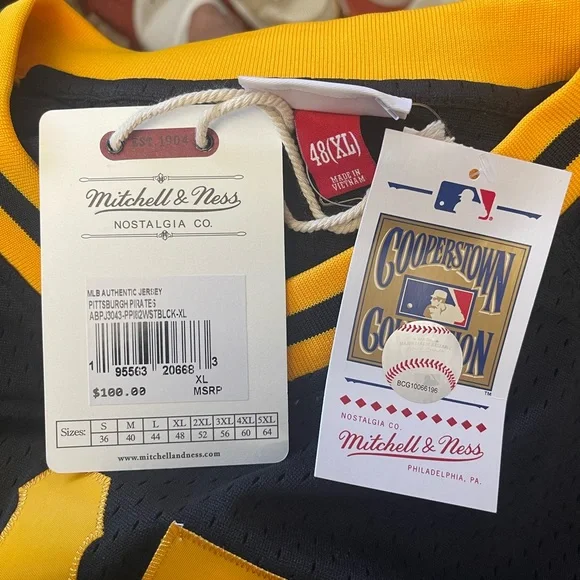 Est. 1904
Mitchell & Ness
NOSTALGIA CO.
MLB AUTHENTIC JERSEY
PITTSBURGH PIRATES
ABPJ3043-PPI82WSTBLCK-XL
1 95563 20668 3
XL
$100.00 MSRP
Sizes: S M L XL 2XL 3XL 4XL 5XL
36 40 44 48 52 56 60 64
www.mitchellandness.com
48(XL)
MADE IN
VIETNAM
COOPERSTOWN
COLLECTION
TM
BCG10066196
NOSTALGIA CO.
Mitchell & Ness
PHILADELPHIA, PA.